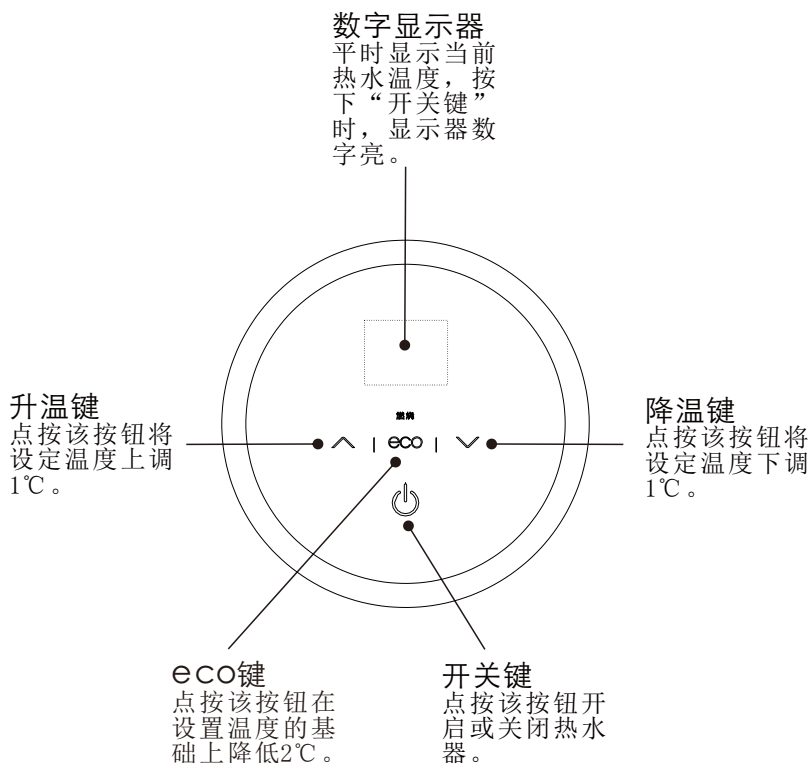 数字显示器
平时显示当前
热水温度，按
下“开关键”
时，显示器数
字亮。
升温键
点按该按钮将
设定温度上调
1℃。
燃烧
eco
降温键
点按该按钮将
设定温度下调
1℃。
eco键
点按该按钮在
设置温度的基
础上降低2℃。
开关键
点按该按钮开
启或关闭热水
器。